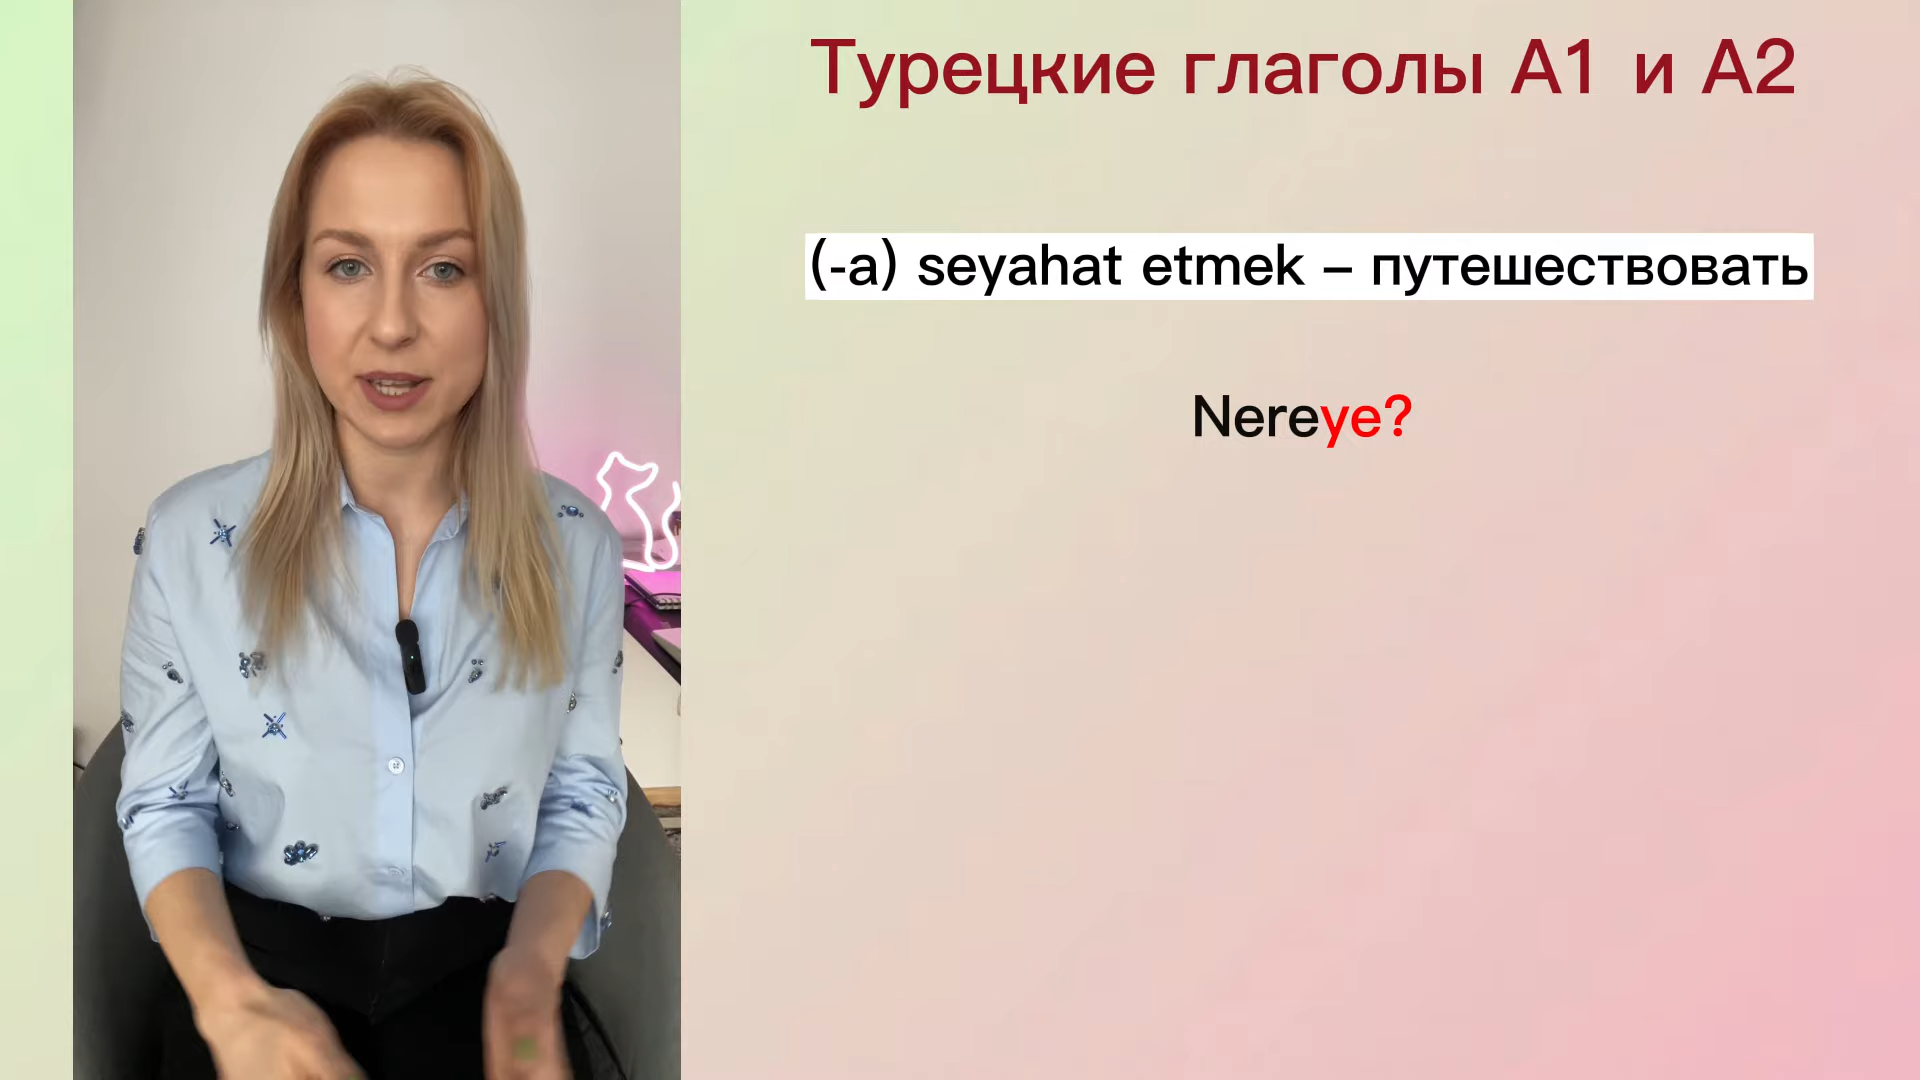 Турецкие глаголы А1 и А2
(-a) seyahat etmek – путешествовать
Nereye?